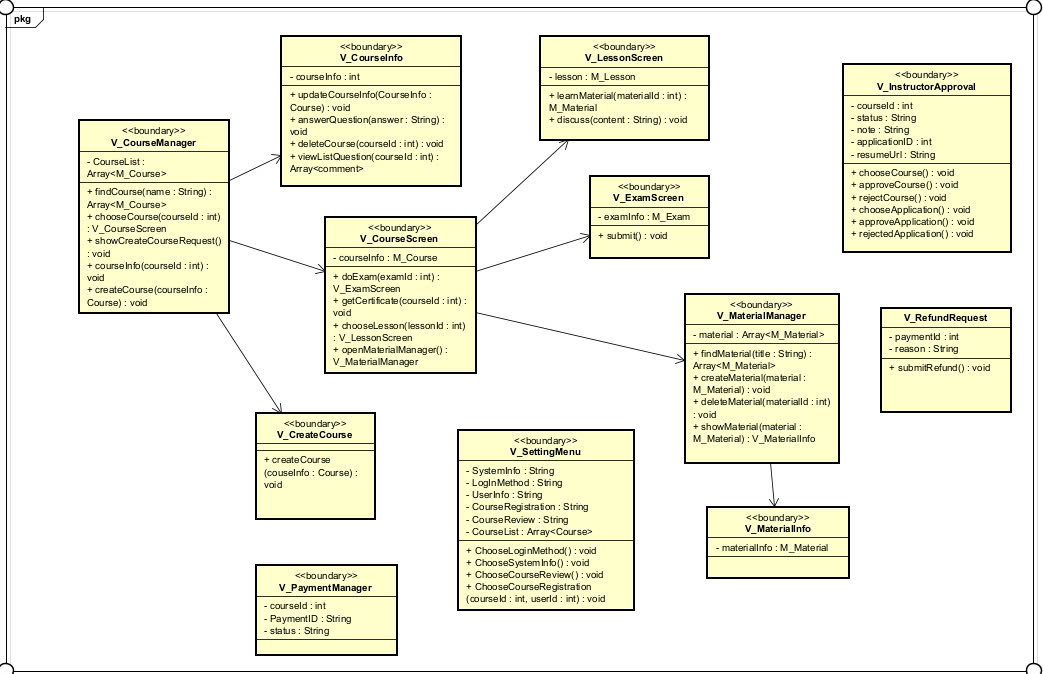 pkg
<<boundary>>
V_CourseInfo
- courseInfo : int
+ updateCourseInfo(CourseInfo :
Course) : void
+ answerQuestion(answer : String) :
void
+ deleteCourse(courseId : int) : void
+ viewListQuestion(courseId : int) :
Array<comment>
<<boundary>>
V_LessonScreen
- lesson : M_Lesson
+ learnMaterial(materialId : int) :
M_Material
+ discuss(content : String) : void
<<boundary>>
V_InstructorApproval
- courseId : int
- status : String
- note : String
- applicationID : int
- resumeUrl : String
+ chooseCourse() : void
+ approveCourse() : void
+ rejectCourse() : void
+ chooseApplication() : void
+ approveApplication() : void
+ rejectedApplication() : void
<<boundary>>
V_CourseManager
- CourseList :
Array<M_Course>
+ findCourse(name : String) :
Array<M_Course>
+ chooseCourse(courseId : int)
: V_CourseScreen
+ showCreateCourseRequest()
: void
+ courseInfo(courseId : int) :
void
+ createCourse(courseInfo :
Course) : void
<<boundary>>
V_ExamScreen
- examInfo : M_Exam
+ submit() : void
<<boundary>>
V_CourseScreen
- courseInfo : M_Course
+ doExam(examId : int) :
V_ExamScreen
+ getCertificate(courseId : int) :
void
+ chooseLesson(lessonId : int)
: V_LessonScreen
+ openMaterialManager() :
V_MaterialManager
<<boundary>>
V_MaterialManager
- material : Array<M_Material>
+ findMaterial(title : String) :
Array<M_Material>
+ createMaterial(material :
M_Material) : void
+ deleteMaterial(materialId : int)
: void
+ showMaterial(material :
M_Material) : V_MaterialInfo
V_RefundRequest
- paymentId : int
- reason : String
+ submitRefund() : void
<<boundary>>
V_CreateCourse
+ createCourse
(couseInfo : Course) :
void
<<boundary>>
V_SettingMenu
- SystemInfo : String
- LogInMethod : String
- UserInfo : String
- CourseRegistration : String
- CourseReview : String
- CourseList : Array<Course>
+ ChooseLoginMethod() : void
+ ChooseSystemInfo() : void
+ ChooseCourseReview() : void
+ ChooseCourseRegistration
(courseId : int, userId : int) : void
<<boundary>>
V_MaterialInfo
- materialInfo : M_Material
<<boundary>>
V_PaymentManager
- courseId : int
- PaymentID : String
- status : String